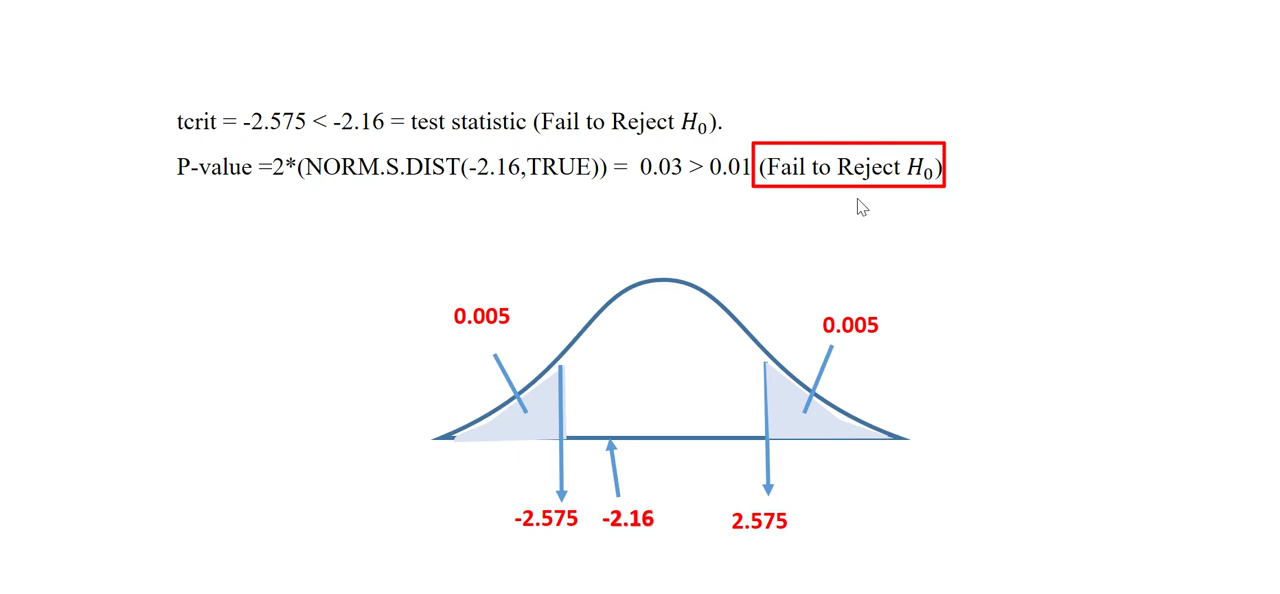 tcrit = -2.575 < -2.16 = test statistic (Fail to Reject H₀).
P-value =2*(NORM.S.DIST(-2.16,TRUE)) = 0.03 > 0.01 (Fail to Reject H₀)
0.005
0.005
-2.575 -2.16 2.575